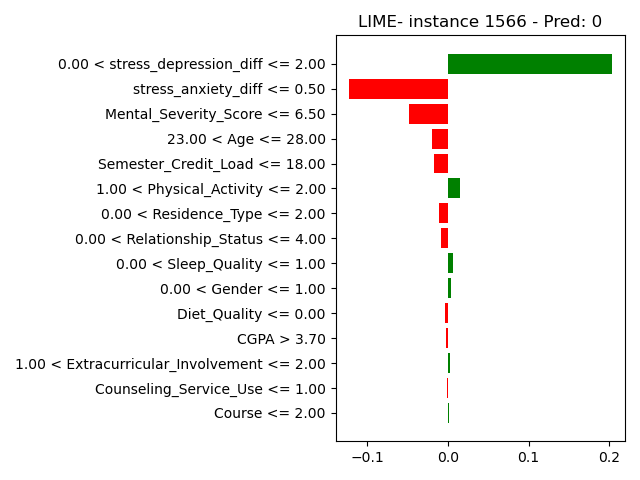 LIME- instance 1566 - Pred: 0
0.00 < stress_depression_diff <= 2.00
stress_anxiety_diff <= 0.50
Mental_Severity_Score <= 6.50
23.00 < Age <= 28.00
Semester_Credit_Load <= 18.00
1.00 < Physical_Activity <= 2.00
0.00 < Residence_Type <= 2.00
0.00 < Relationship_Status <= 4.00
0.00 < Sleep_Quality <= 1.00
0.00 < Gender <= 1.00
Diet_Quality <= 0.00
CGPA > 3.70
1.00 < Extracurricular_Involvement <= 2.00
Counseling_Service_Use <= 1.00
Course <= 2.00
−0.1 0.0 0.1 0.2